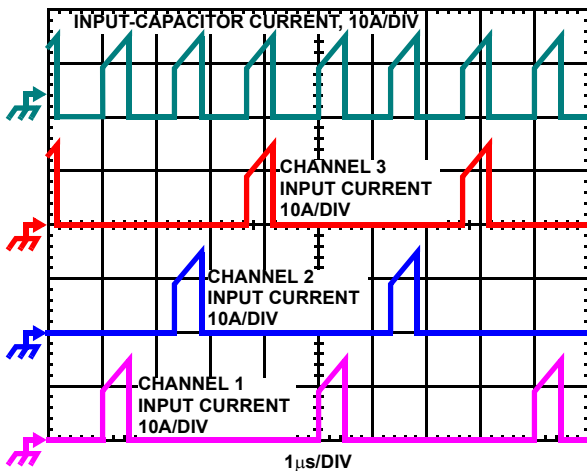 INPUT-CAPACITOR CURRENT, 10A/DIV
CHANNEL 3
INPUT CURRENT
10A/DIV
CHANNEL 2
INPUT CURRENT
10A/DIV
CHANNEL 1
INPUT CURRENT
10A/DIV
1μs/DIV